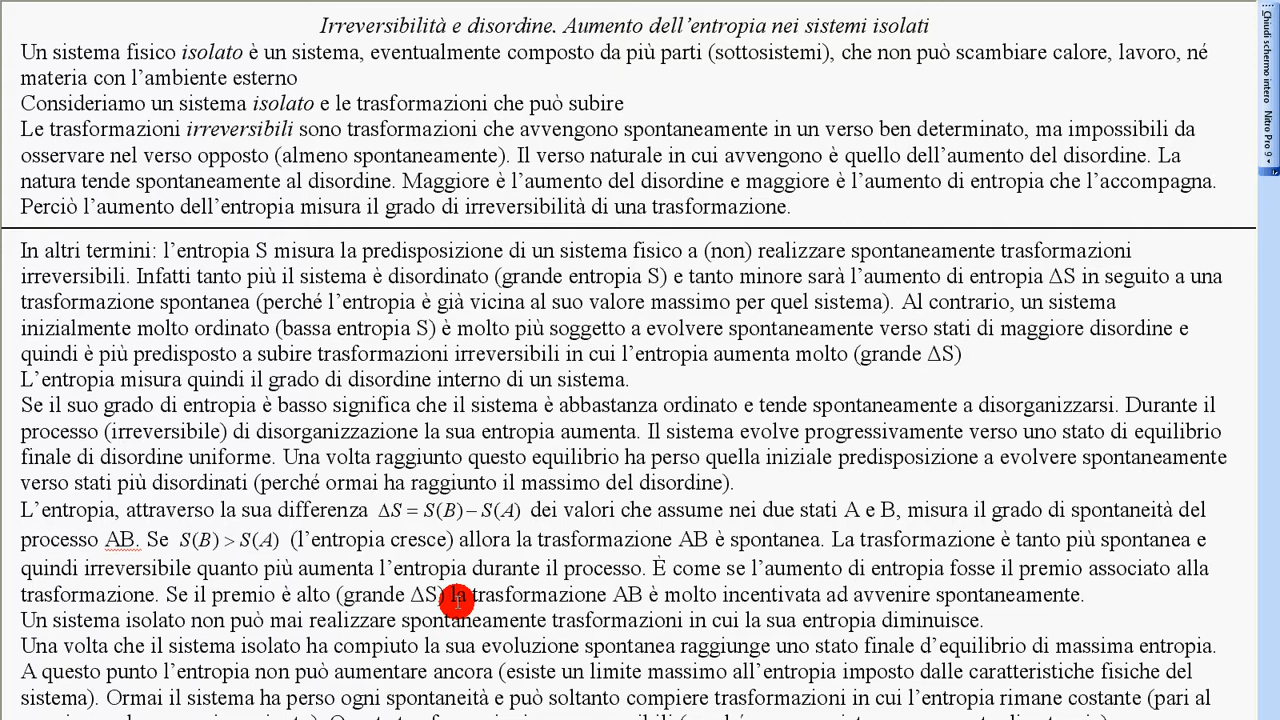 Irreversibilità e disordine. Aumento dell’entropia nei sistemi isolati
Un sistema fisico isolato è un sistema, eventualmente composto da più parti (sottosistemi), che non può scambiare calore, lavoro, né
materia con l’ambiente esterno
Consideriamo un sistema isolato e le trasformazioni che può subire
Le trasformazioni irreversibili sono trasformazioni che avvengono spontaneamente in un verso ben determinato, ma impossibili da
osservare nel verso opposto (almeno spontaneamente). Il verso naturale in cui avvengono è quello dell’aumento del disordine. La
natura tende spontaneamente al disordine. Maggiore è l’aumento del disordine e maggiore è l’aumento di entropia che l’accompagna.
Perciò l’aumento dell’entropia misura il grado di irreversibilità di una trasformazione.
In altri termini: l’entropia S misura la predisposizione di un sistema fisico a (non) realizzare spontaneamente trasformazioni
irreversibili. Infatti tanto più il sistema è disordinato (grande entropia S) e tanto minore sarà l’aumento di entropia ΔS in seguito a una
trasformazione spontanea (perché l’entropia è già vicina al suo valore massimo per quel sistema). Al contrario, un sistema
inizialmente molto ordinato (bassa entropia S) è molto più soggetto a evolvere spontaneamente verso stati di maggiore disordine e
quindi è più predisposto a subire trasformazioni irreversibili in cui l’entropia aumenta molto (grande ΔS)
L’entropia misura quindi il grado di disordine interno di un sistema.
Se il suo grado di entropia è basso significa che il sistema è abbastanza ordinato e tende spontaneamente a disorganizzarsi. Durante il
processo (irreversibile) di disorganizzazione la sua entropia aumenta. Il sistema evolve progressivamente verso uno stato di equilibrio
finale di disordine uniforme. Una volta raggiunto questo equilibrio ha perso quella iniziale predisposizione a evolvere spontaneamente
verso stati più disordinati (perché ormai ha raggiunto il massimo del disordine).
L’entropia, attraverso la sua differenza ΔS = S(B) − S(A) dei valori che assume nei due stati A e B, misura il grado di spontaneità del
processo AB. Se S(B) > S(A) (l’entropia cresce) allora la trasformazione AB è spontanea. La trasformazione è tanto più spontanea e
quindi irreversibile quanto più aumenta l’entropia durante il processo. È come se l’aumento di entropia fosse il premio associato alla
trasformazione. Se il premio è alto (grande ΔS) la trasformazione AB è molto incentivata ad avvenire spontaneamente.
Un sistema isolato non può mai realizzare spontaneamente trasformazioni in cui la sua entropia diminuisce.
Una volta che il sistema isolato ha compiuto la sua evoluzione spontanea raggiunge uno stato finale d’equilibrio di massima entropia.
A questo punto l’entropia non può aumentare ancora (esiste un limite massimo all’entropia imposto dalle caratteristiche fisiche del
sistema). Ormai il sistema ha perso ogni spontaneità e può soltanto compiere trasformazioni in cui l’entropia rimane costante (pari al
Chiudi schermo intero - Nitro Pro 9